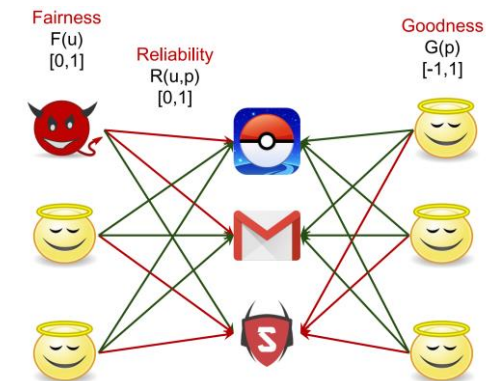 Fairness
F(u)
[0,1]
Reliability
R(u,p)
[0,1]
Goodness
G(p)
[-1,1]
S